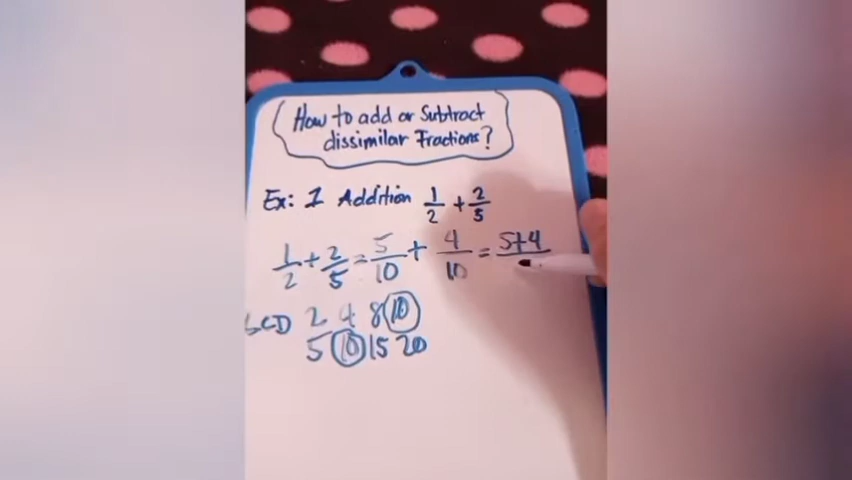 How to add or Subtract
dissimilar Fractions?
Ex: 1 Addition 1/2 + 2/5
1/2 + 2/5 = 5/10 + 4/10 = 5+4
LCD 2 4 8 10
5 10 15 20